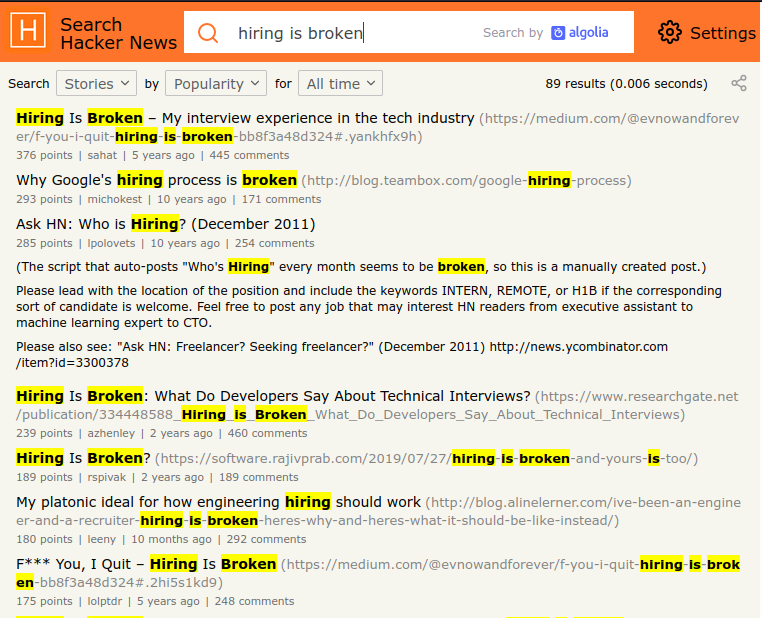 H
Search
Hacker News
hiring is broken
Search by algolia
Settings
Search Stories by Popularity for All time
89 results (0.006 seconds)
Hiring Is Broken – My interview experience in the tech industry (https://medium.com/@evnowandforev
er/f-you-i-quit-hiring-is-broken-bb8f3a48d324#.yankhfx9h)
376 points | sahat | 5 years ago | 445 comments
Why Google's hiring process is broken (http://blog.teambox.com/google-hiring-process)
293 points | michokest | 10 years ago | 171 comments
Ask HN: Who is Hiring? (December 2011)
285 points | lpolovets | 10 years ago | 254 comments
(The script that auto-posts "Who's Hiring" every month seems to be broken, so this is a manually created post.)
Please lead with the location of the position and include the keywords INTERN, REMOTE, or H1B if the corresponding
sort of candidate is welcome. Feel free to post any job that may interest HN readers from executive assistant to
machine learning expert to CTO.
Please also see: "Ask HN: Freelancer? Seeking freelancer?" (December 2011) http://news.ycombinator.com
/item?id=3300378
Hiring Is Broken: What Do Developers Say About Technical Interviews? (https://www.researchgate.net
/publication/334448588_Hiring_is_Broken_What_Do_Developers_Say_About_Technical_Interviews)
239 points | azhenley | 2 years ago | 460 comments
Hiring Is Broken? (https://software.rajivprab.com/2019/07/27/hiring-is-broken-and-yours-is-too/)
189 points | rspivak | 2 years ago | 189 comments
My platonic ideal for how engineering hiring should work (http://blog.alinelerner.com/ive-been-an-engine
er-and-a-recruiter-hiring-is-broken-heres-why-and-heres-what-it-should-be-like-instead/)
180 points | leeny | 10 months ago | 292 comments
F*** You, I Quit – Hiring Is Broken (https://medium.com/@evnowandforever/f-you-i-quit-hiring-is-brok
en-bb8f3a48d324#.2hi5s1kd9)
175 points | lolptdr | 5 years ago | 248 comments